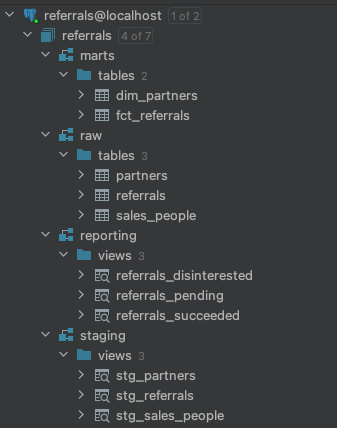 referrals@localhost 1 of 2
referrals 4 of 7
marts
tables 2
dim_partners
fct_referrals
raw
tables 3
partners
referrals
sales_people
reporting
views 3
referrals_disinterested
referrals_pending
referrals_succeeded
staging
views 3
stg_partners
stg_referrals
stg_sales_people